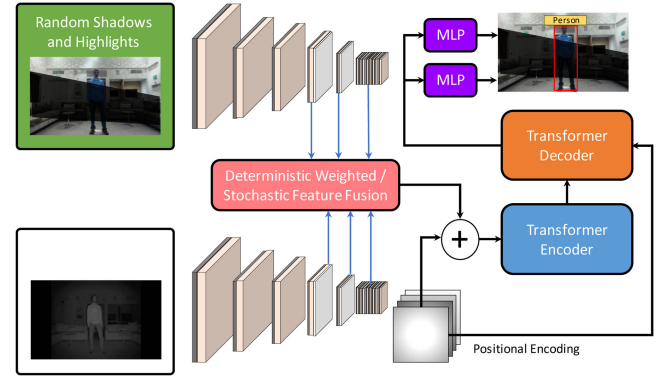 Random Shadows
and Highlights
MLP
MLP
Person
Transformer
Decoder
Deterministic Weighted /
Stochastic Feature Fusion
+
Transformer
Encoder
Positional Encoding